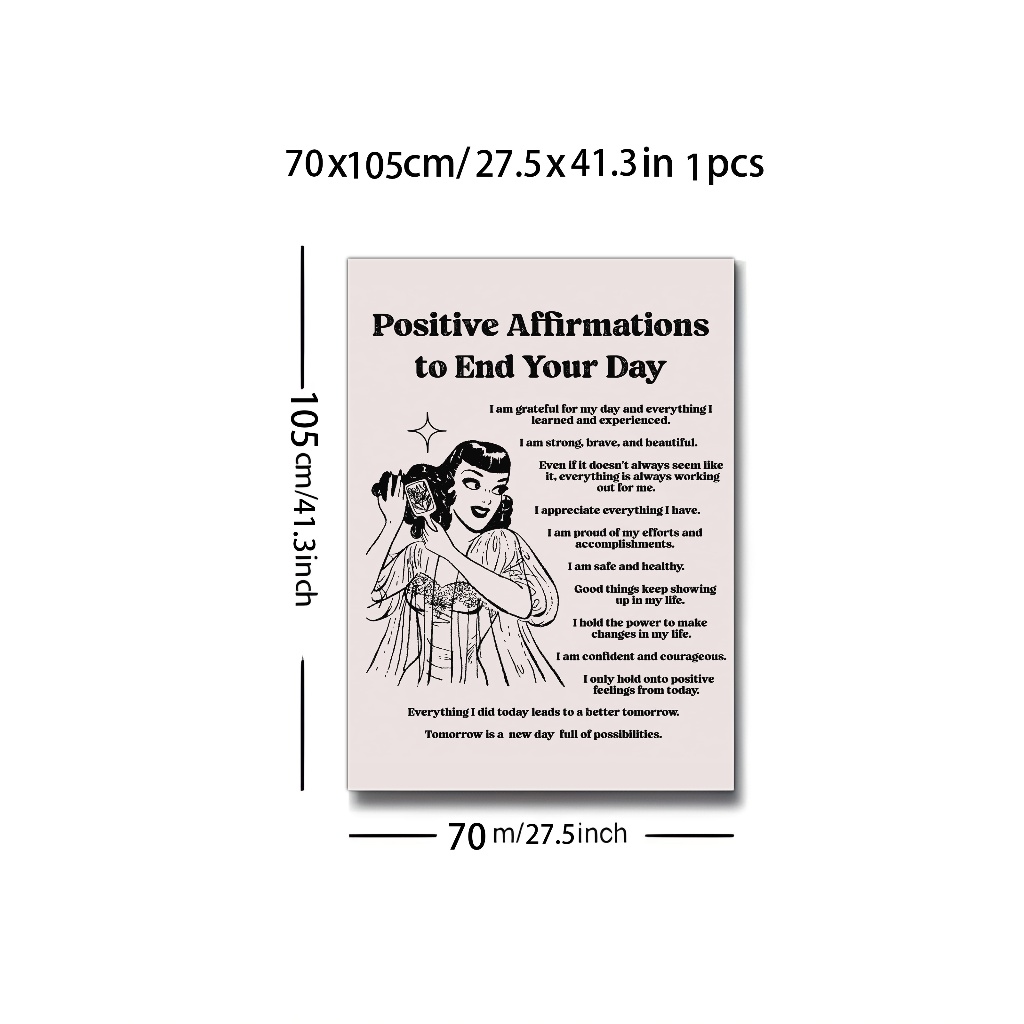 70x105cm/27.5x41.3in 1pcs
105cm/41.3inch
Positive Affirmations
to End Your Day
I am grateful for my day and everything I
learned and experienced.
I am strong, brave, and beautiful.
Even if it doesn't always seem like
it, everything is always working
out for me.
I appreciate everything I have.
I am proud of my efforts and
accomplishments.
I am safe and healthy.
Good things keep showing
up in my life.
I hold the power to make
changes in my life.
I am confident and courageous.
I only hold onto positive
feelings from today.
Everything I did today leads to a better tomorrow.
Tomorrow is a new day full of possibilities.
70 m/27.5inch